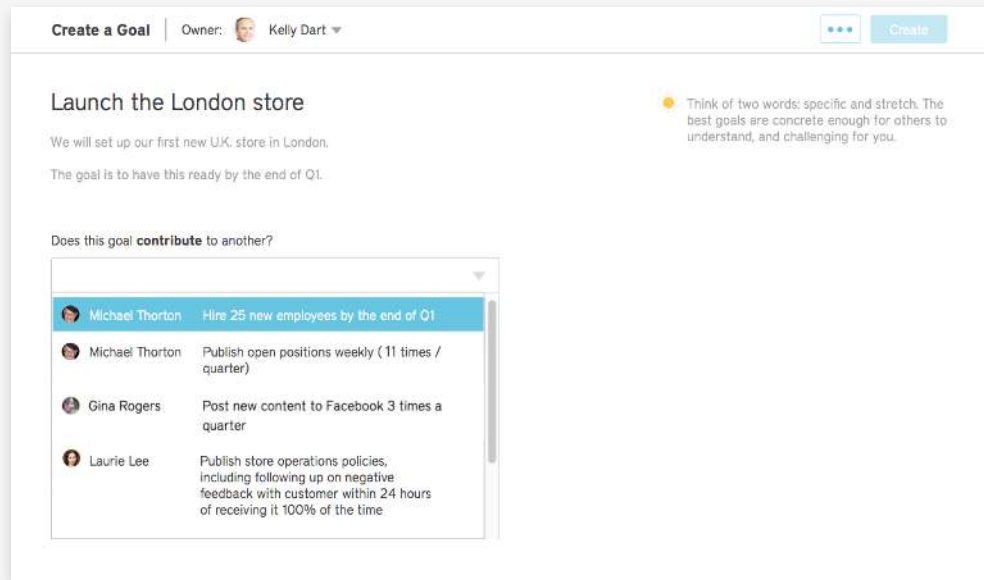 Create a Goal
Owner:
Kelly Dart
Create
Launch the London store
We will set up our first new U.K. store in London.
The goal is to have this ready by the end of Q1.
Think of two words: specific and stretch. The
best goals are concrete enough for others to
understand, and challenging for you.
Does this goal contribute to another?
Michael Thorton Hire 25 new employees by the end of Q1
Michael Thorton Publish open positions weekly ( 11 times /
quarter)
Gina Rogers Post new content to Facebook 3 times a
quarter
Laurie Lee Publish store operations policies,
including following up on negative
feedback with customer within 24 hours
of receiving it 100% of the time